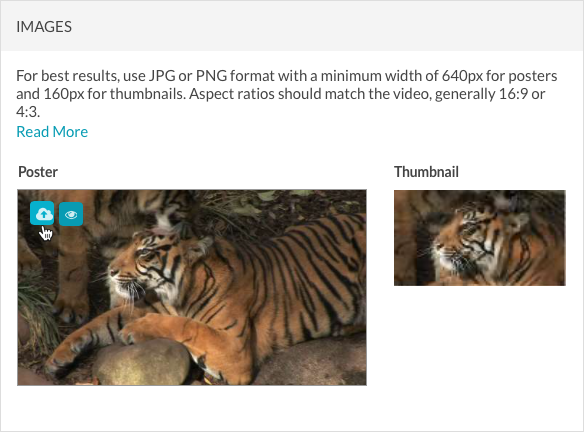 IMAGES
For best results, use JPG or PNG format with a minimum width of 640px for posters
and 160px for thumbnails. Aspect ratios should match the video, generally 16:9 or
4:3.
Read More
Poster
Thumbnail